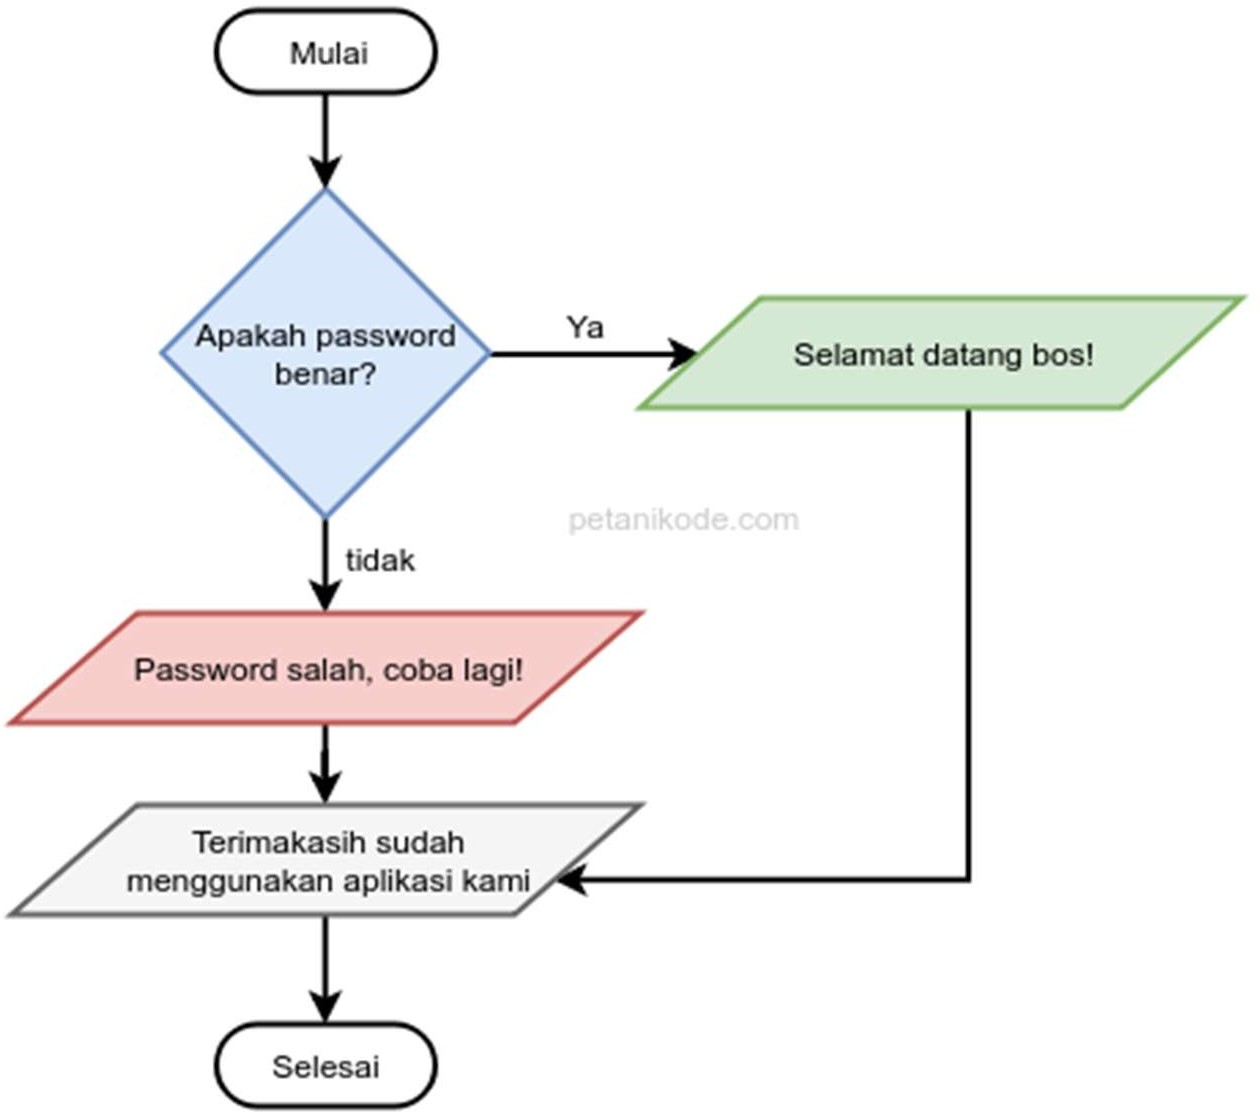 Mulai
Apakah password
benar?
Ya
Selamat datang bos!
petanikode.com
tidak
Password salah, coba lagi!
Terimakasih sudah
menggunakan aplikasi kami
Selesai